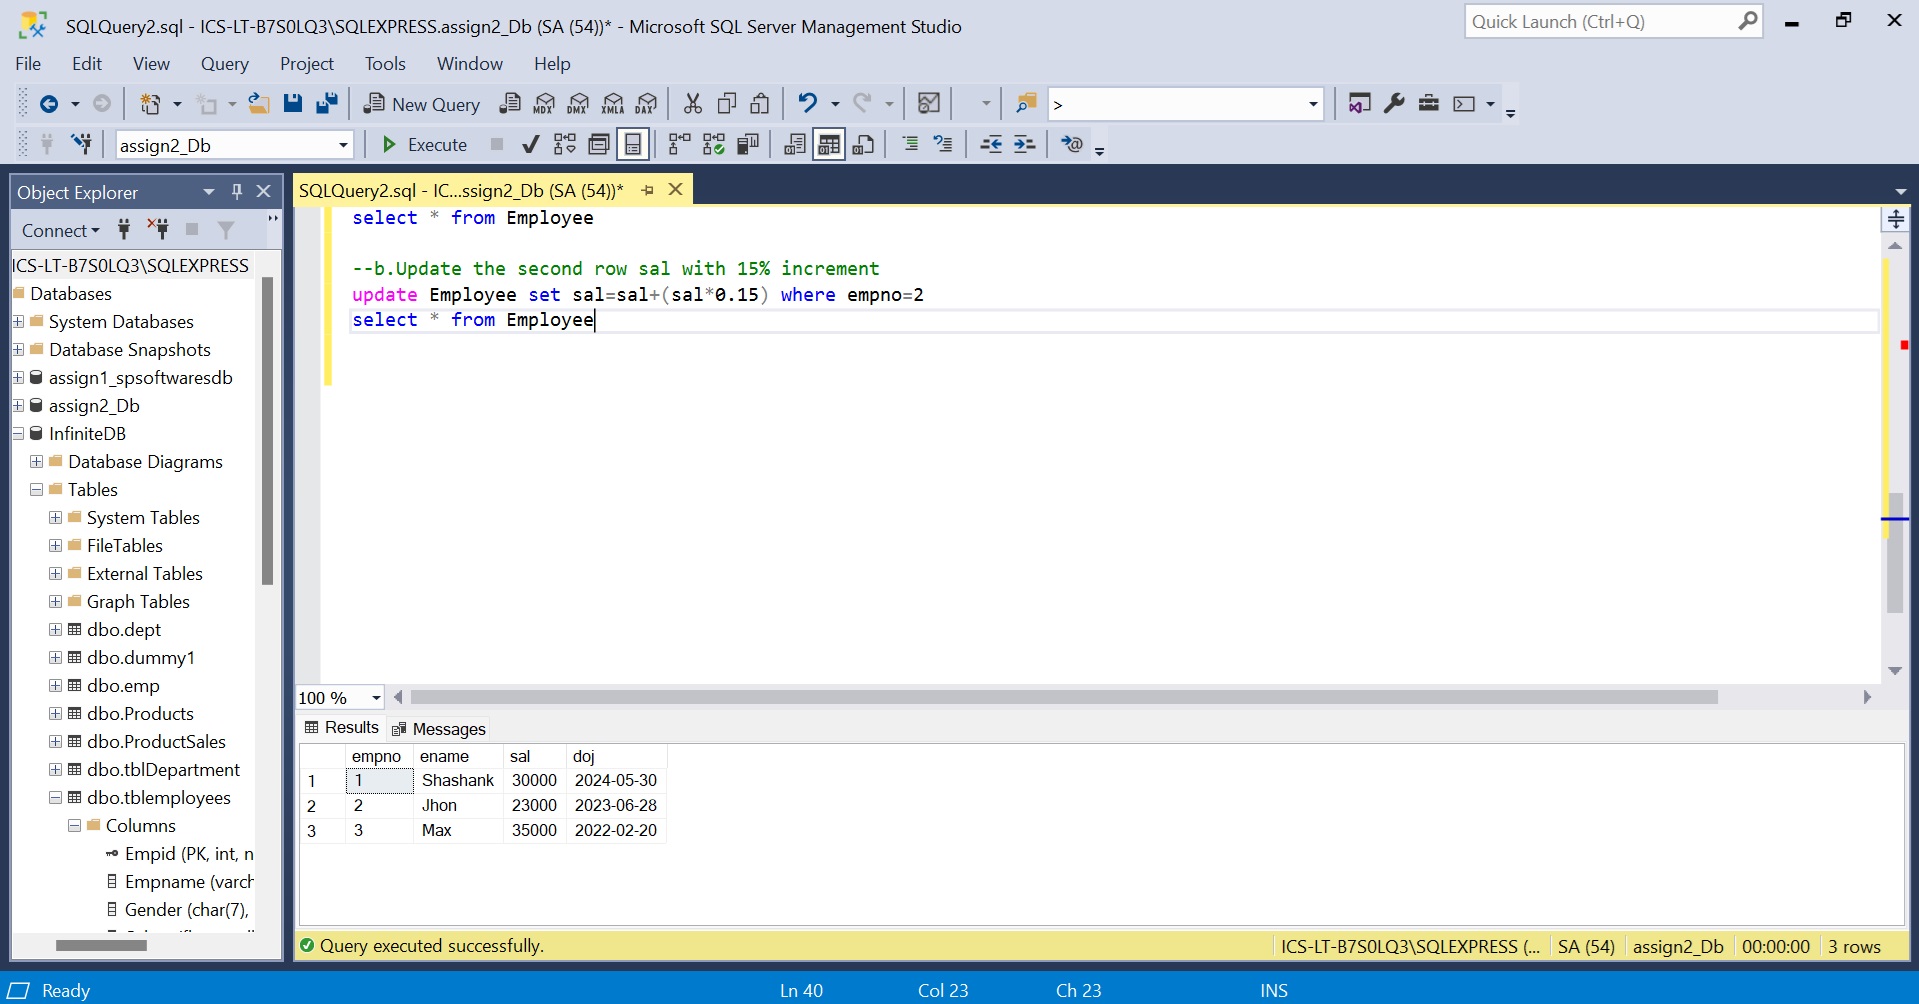 SQLQuery2.sql - ICS-LT-B7S0LQ3\SQLEXPRESS.assign2_Db (SA (54))* - Microsoft SQL Server Management Studio
Quick Launch (Ctrl+Q)
File Edit View Query Project Tools Window Help
New Query MDX DMX XMLA DAX >
assign2_Db Execute
Object Explorer
SQLQuery2.sql - IC...ssign2_Db (SA (54))*
Connect
ICS-LT-B7S0LQ3\SQLEXPRESS
Databases
System Databases
Database Snapshots
assign1_spsoftwaresdb
assign2_Db
InfiniteDB
Database Diagrams
Tables
System Tables
FileTables
External Tables
Graph Tables
dbo.dept
dbo.dummy1
dbo.emp
dbo.Products
dbo.ProductSales
dbo.tblDepartment
dbo.tblemployees
Columns
Empid (PK, int, n
Empname (varch
Gender (char(7),
select * from Employee
--b.Update the second row sal with 15% increment
update Employee set sal=sal+(sal*0.15) where empno=2
select * from Employee
100 %
Results Messages
empno ename sal doj
1 1 Shashank 30000 2024-05-30
2 2 Jhon 23000 2023-06-28
3 3 Max 35000 2022-02-20
Query executed successfully. ICS-LT-B7S0LQ3\SQLEXPRESS (... SA (54) assign2_Db 00:00:00 3 rows
Ready Ln 40 Col 23 Ch 23 INS